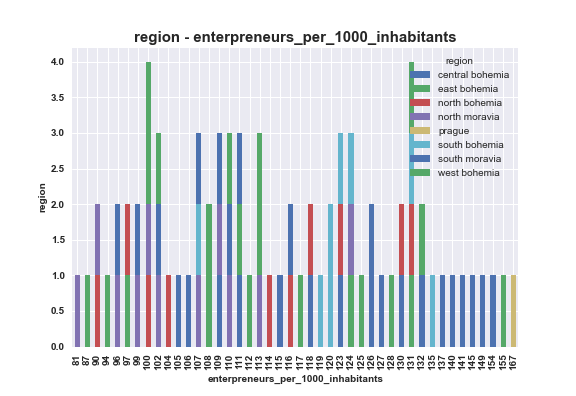 region - enterpreneurs_per_1000_inhabitants
region
central bohemia
east bohemia
north bohemia
north moravia
prague
south bohemia
south moravia
west bohemia
4.0
3.5
3.0
2.5
2.0
1.5
1.0
0.5
0.0
region
81 87 90 94 96 97 99 100 102 104 105 106 107 108 109 110 111 112 113 114 115 116 117 118 119 120 123 124 125 126 127 128 130 131 132 135 137 140 141 145 149 154 155 167
enterpreneurs_per_1000_inhabitants